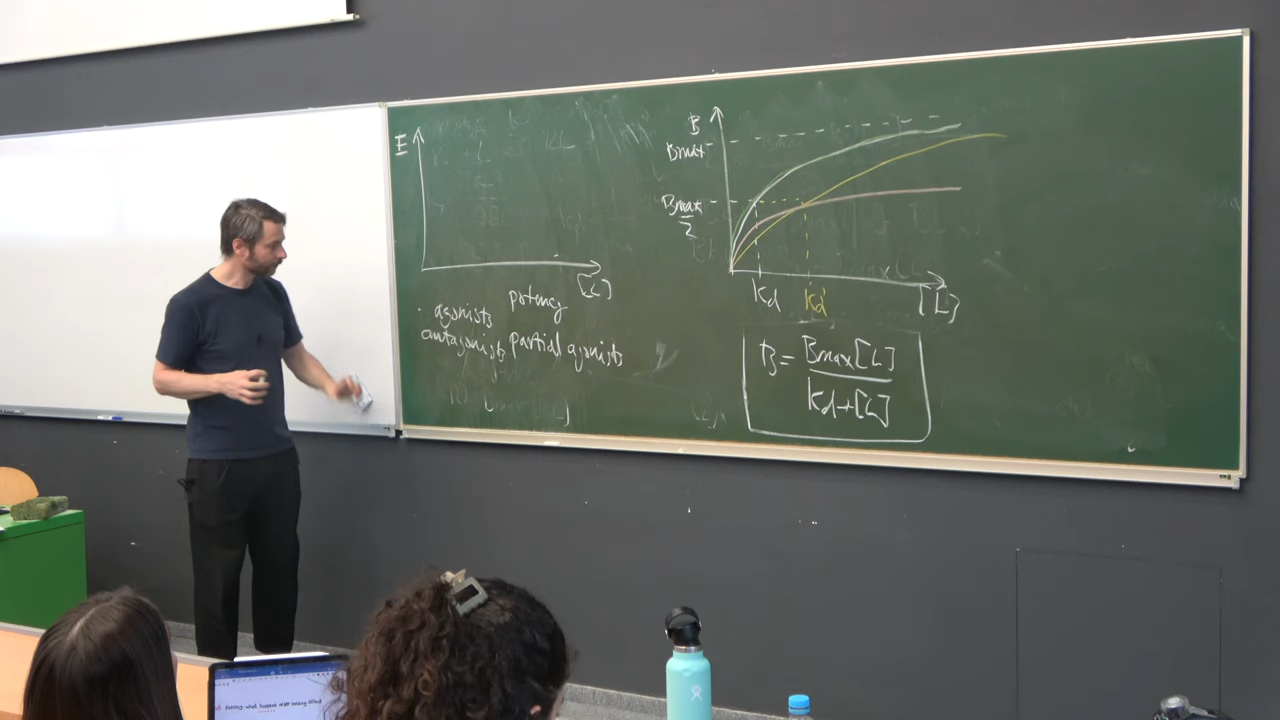 E
[L]
· agonists potency
antagonists partial agonists
B
Bmax
Bmax
2
Kd
Kd'
[L]
B = Bmax[L]
Kd+[L]